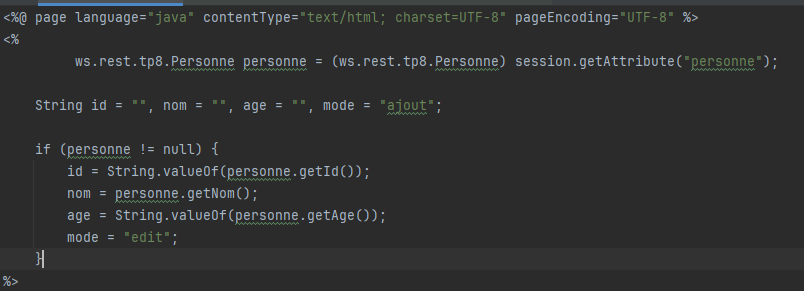 <%@ page language="java" contentType="text/html; charset=UTF-8" pageEncoding="UTF-8" %>
<%
ws.rest.tp8.Personne personne = (ws.rest.tp8.Personne) session.getAttribute("personne");
String id = "", nom = "", age = "", mode = "ajout";
if (personne != null) {
id = String.valueOf(personne.getId());
nom = personne.getNom();
age = String.valueOf(personne.getAge());
mode = "edit";
}
%>